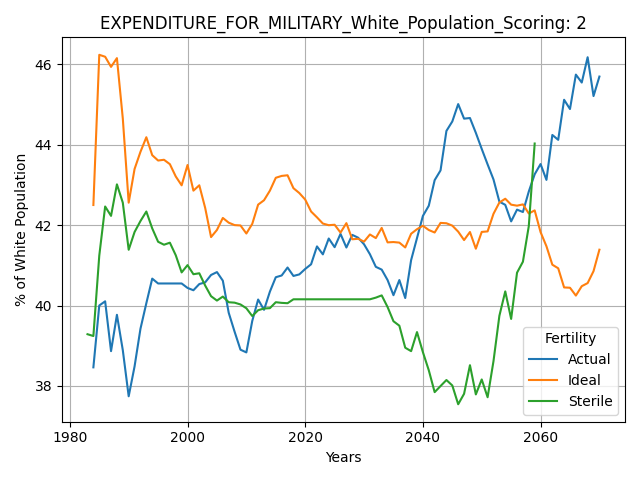 EXPENDITURE_FOR_MILITARY_White_Population_Scoring: 2
46
44
42
40
38
% of White Population
1980
2000
2020
2040
2060
Years
Fertility
Actual
Ideal
Sterile